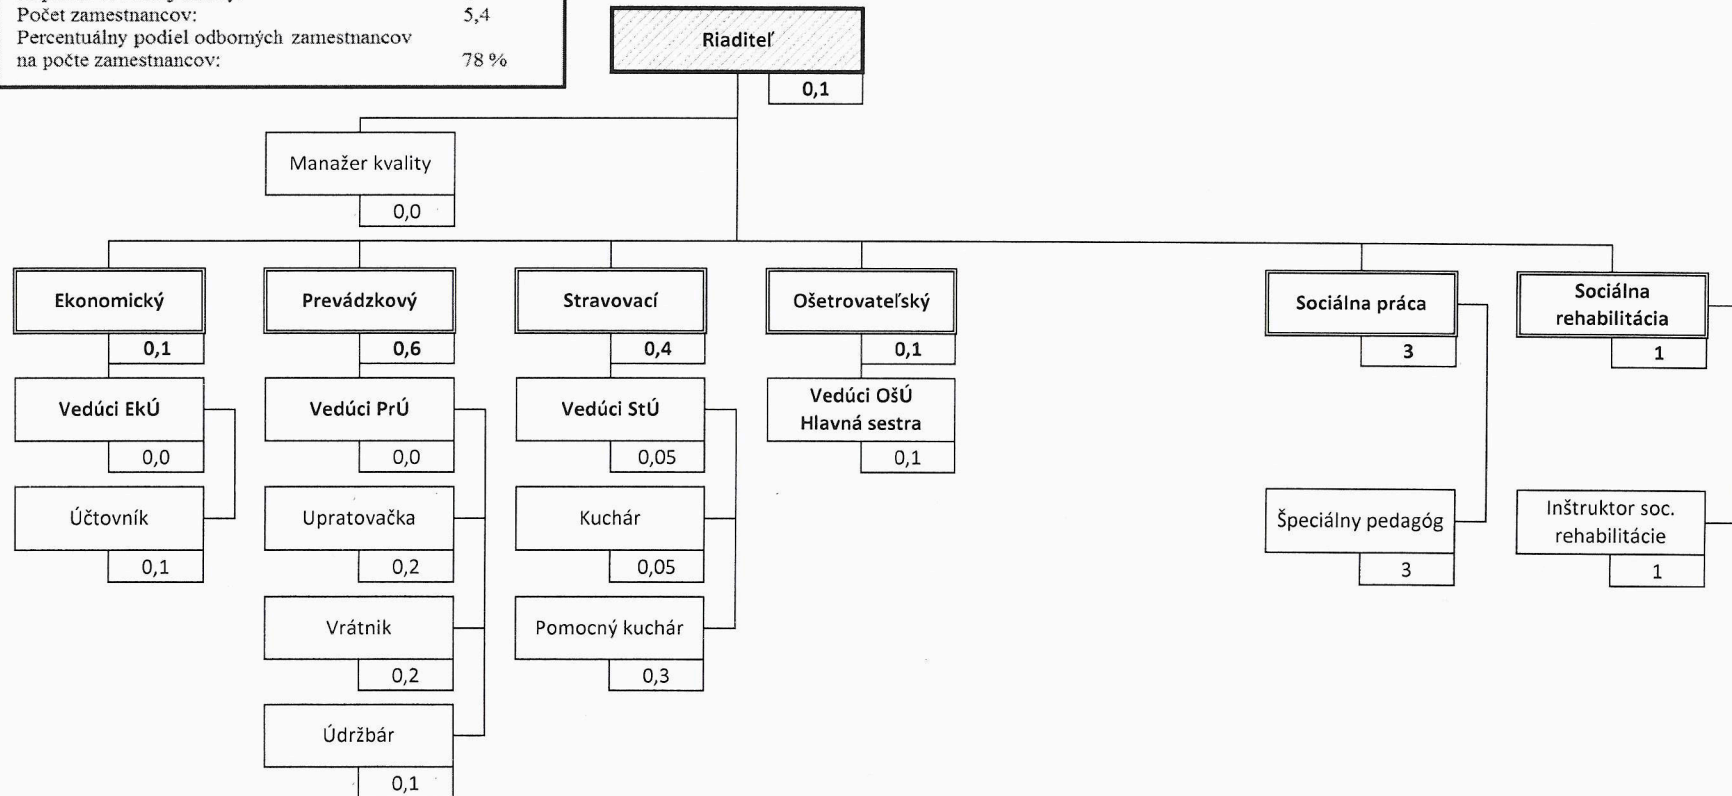 Počet zamestnancov: 5,4
Percentuálny podiel odborných zamestnancov
na počte zamestnancov: 78 %
Riaditeľ
0,1
Manažer kvality
0,0
Ekonomický
0,1
Vedúci EkÚ
0,0
Účtovník
0,1
Prevádzkový
0,6
Vedúci PrÚ
0,0
Upratovačka
0,2
Vrátnik
0,2
Údržbár
0,1
Stravovací
0,4
Vedúci StÚ
0,05
Kuchár
0,05
Pomocný kuchár
0,3
Ošetrovateľský
0,1
Vedúci OšÚ
Hlavná sestra
0,1
Sociálna práca
3
Špeciálny pedagóg
3
Sociálna
rehabilitácia
1
Inštruktor soc.
rehabilitácie
1